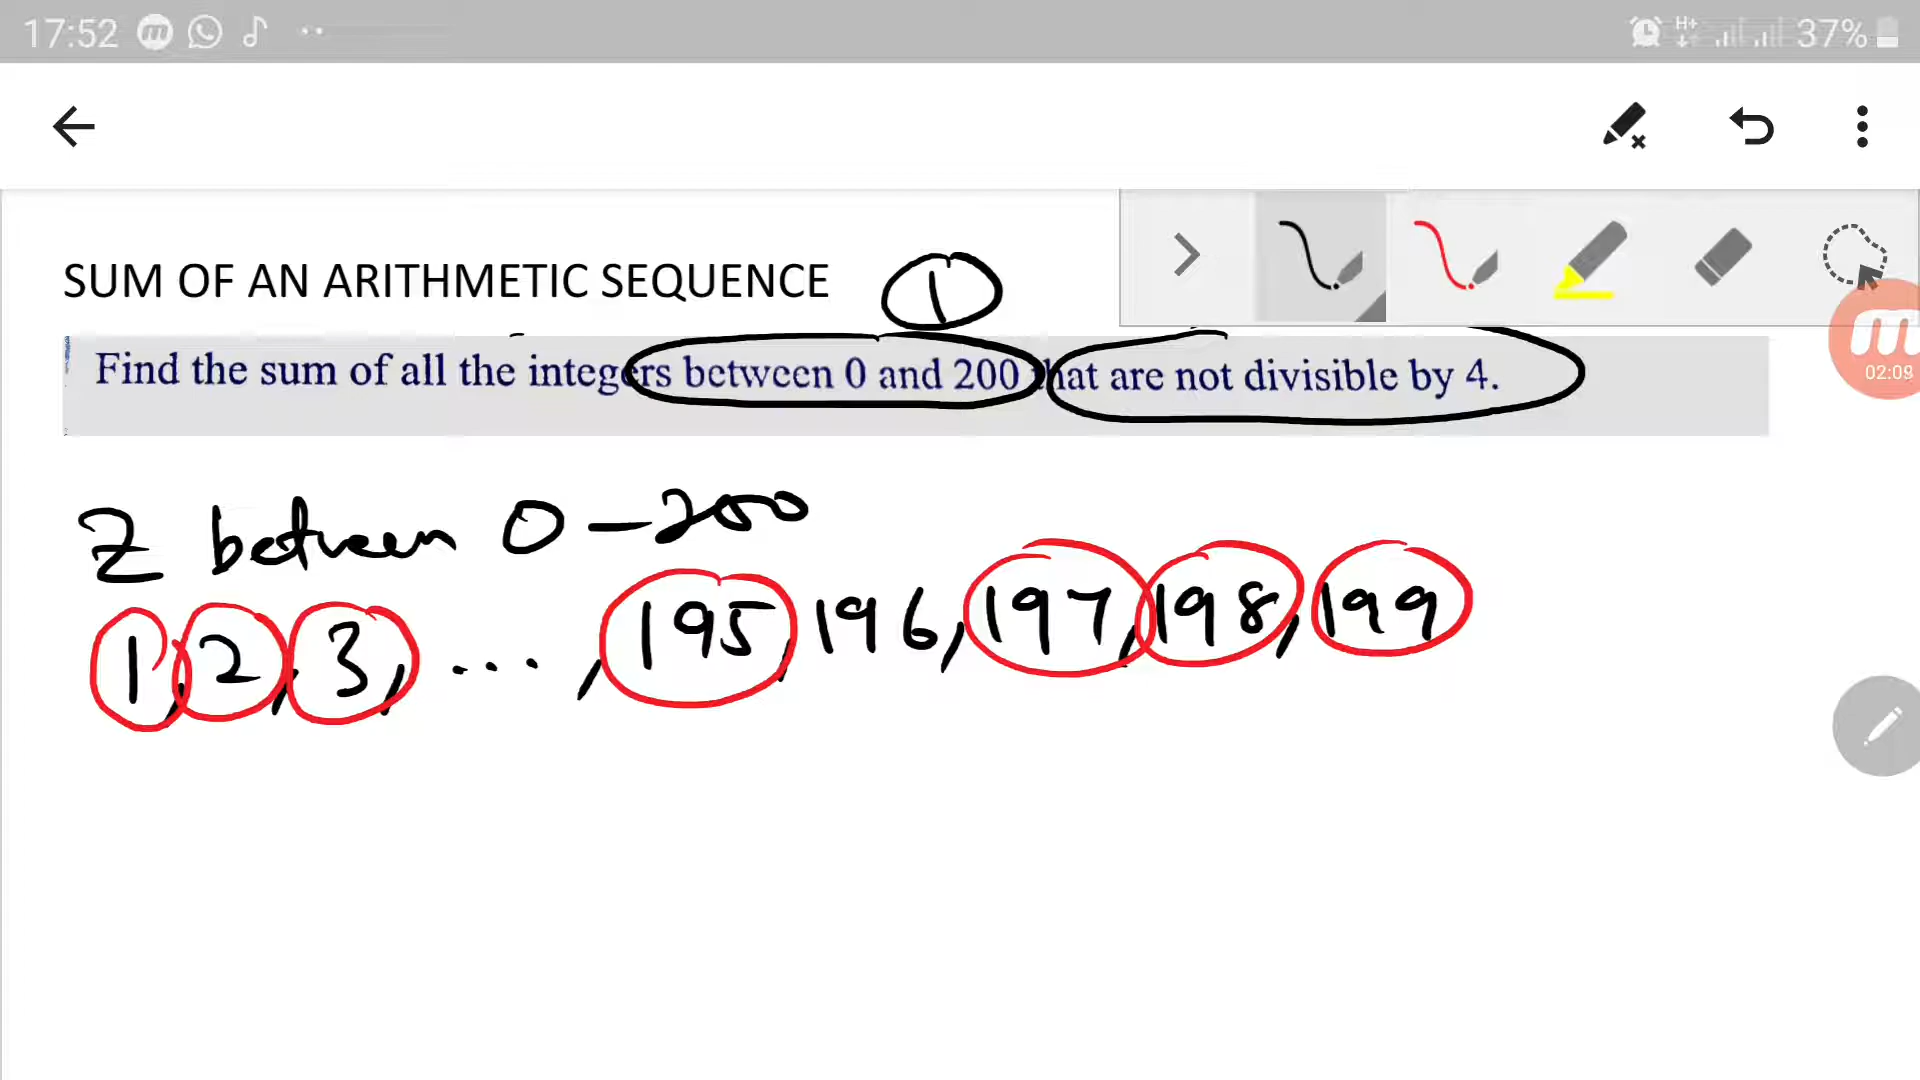 17:52 37%
SUM OF AN ARITHMETIC SEQUENCE 1
02:09
Find the sum of all the integers between 0 and 200 that are not divisible by 4.
Z between 0 – 200
1, 2, 3, ..., 195, 196, 197, 198, 199